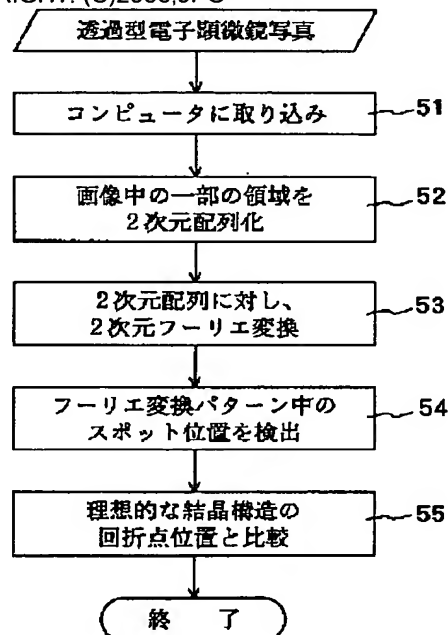 透過型電子顕微鏡写真
コンピュータに取り込み
51
画像中の一部の領域を
2次元配列化
52
2次元配列に対し、
2次元フーリエ変換
53
フーリエ変換パターン中の
スポット位置を検出
54
理想的な結晶構造の
回折点位置と比較
55
終 了